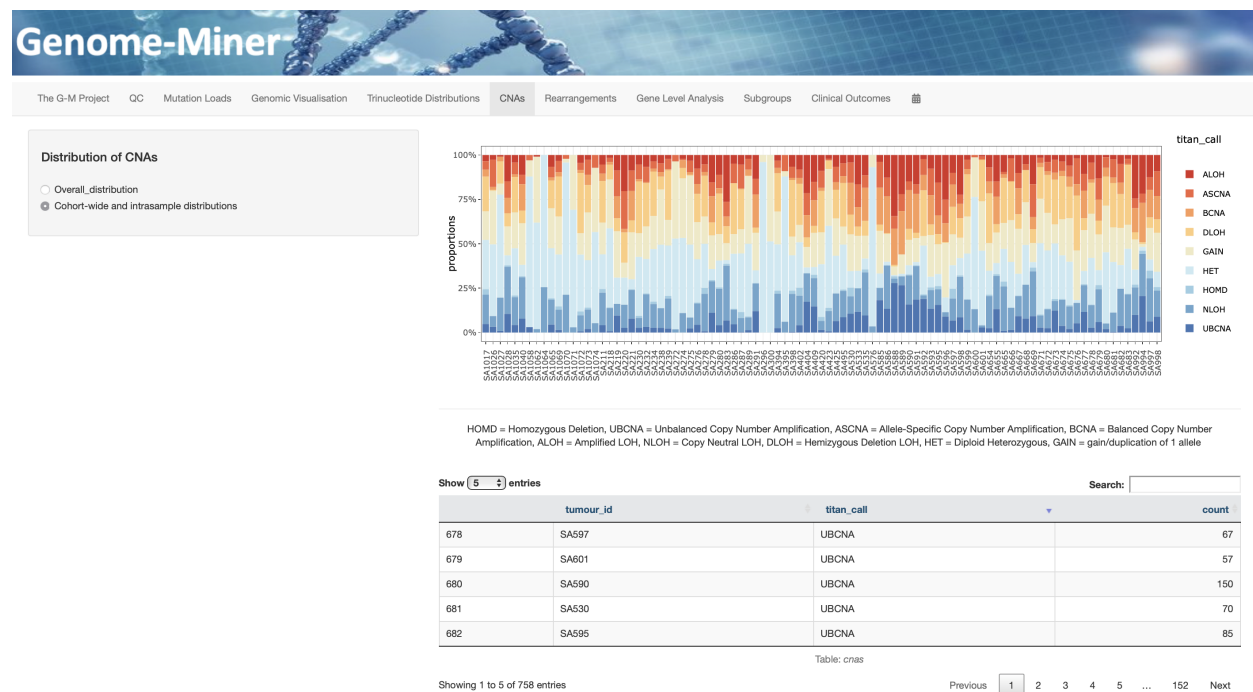 Genome-Miner
The G-M Project QC Mutation Loads Genomic Visualisation Trinucleotide Distributions CNAs Rearrangements Gene Level Analysis Subgroups Clinical Outcomes
Distribution of CNAs
Overall_distribution
Cohort-wide and intrasample distributions
proportions
100%
75%
50%
25%
0%
titan_call
ALOH
ASCNA
BCNA
DLOH
GAIN
HET
HOMD
NLOH
UBCNA
HOMD = Homozygous Deletion, UBCNA = Unbalanced Copy Number Amplification, ASCNA = Allele-Specific Copy Number Amplification, BCNA = Balanced Copy Number
Amplification, ALOH = Amplified LOH, NLOH = Copy Neutral LOH, DLOH = Hemizygous Deletion LOH, HET = Diploid Heterozygous, GAIN = gain/duplication of 1 allele
Show 5 entries Search:
tumour_id titan_call count
678 SA597 UBCNA 67
679 SA601 UBCNA 57
680 SA590 UBCNA 150
681 SA530 UBCNA 70
682 SA595 UBCNA 85
Table: cnas
Showing 1 to 5 of 758 entries Previous 1 2 3 4 5 ... 152 Next